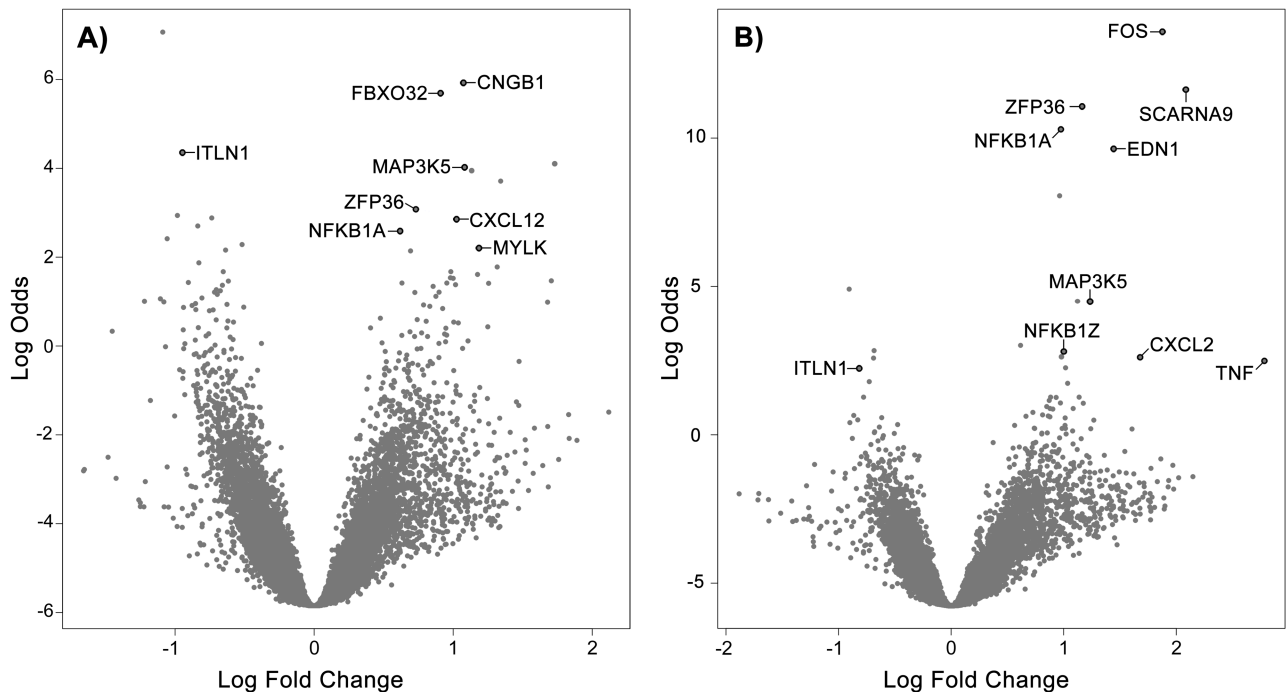 A)
6
4
2
0
-2
-4
-6
Log Odds
CNGB1
FBXO32
ITLN1
MAP3K5
ZFP36
CXCL12
NFKB1A
MYLK
-1
0
1
2
Log Fold Change
B)
10
5
0
-5
Log Odds
FOS
SCARNA9
ZFP36
NFKB1A
EDN1
MAP3K5
NFKB1Z
CXCL2
ITLN1
TNF
-2
-1
0
1
2
Log Fold Change